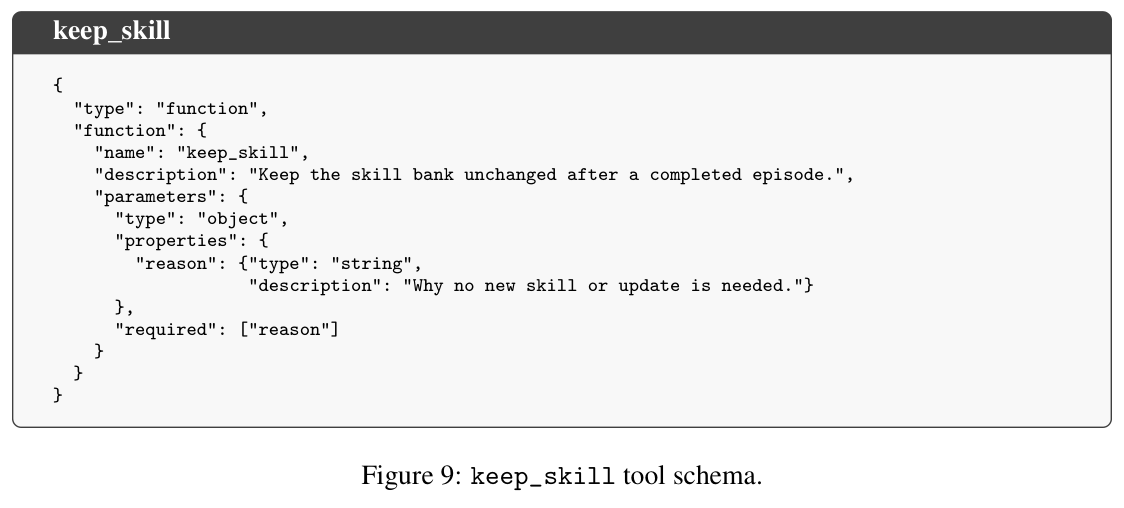 keep_skill
{
  "type": "function",
  "function": {
    "name": "keep_skill",
    "description": "Keep the skill bank unchanged after a completed episode.",
    "parameters": {
      "type": "object",
      "properties": {
        "reason": {"type": "string",
                   "description": "Why no new skill or update is needed."}
      },
      "required": ["reason"]
    }
  }
}
Figure 9: keep_skill tool schema.